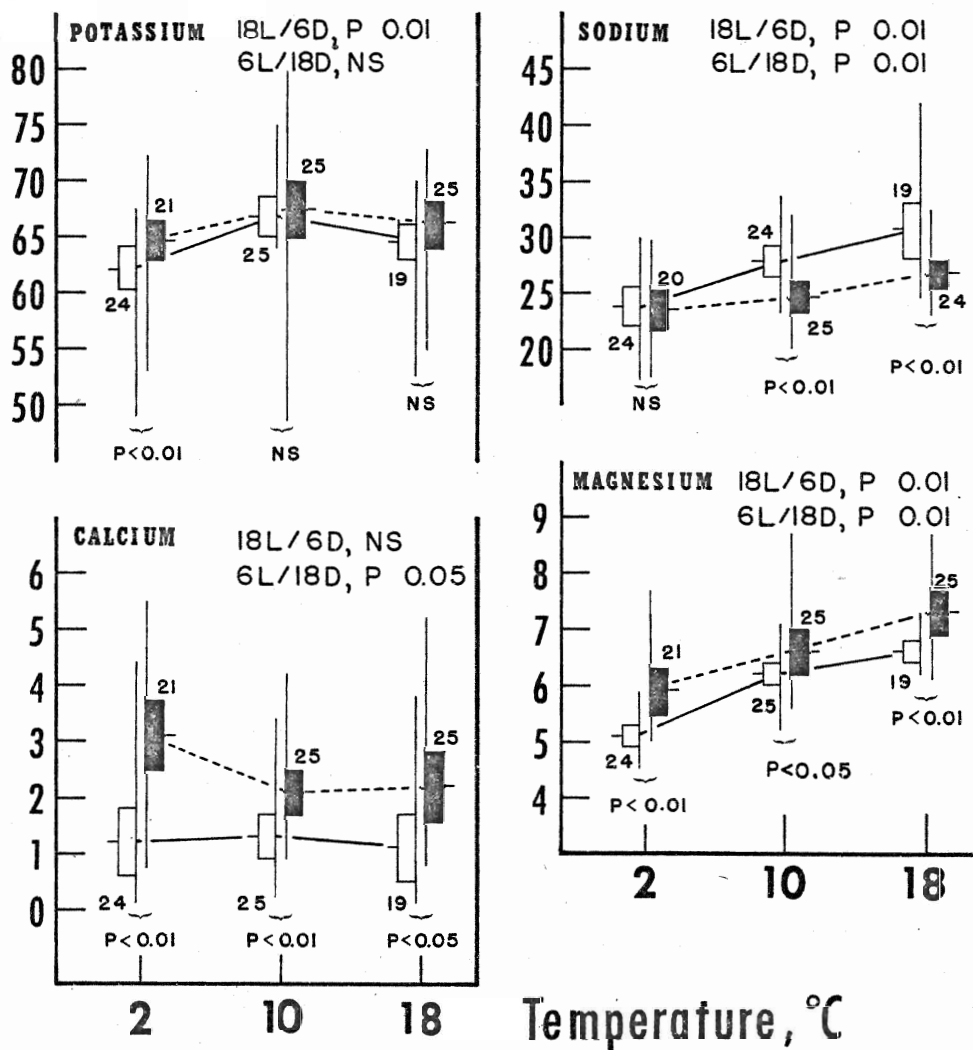 POTASSIUM 18L/6D, P 0.01
6L/18D, NS
80
75
70
65
60
55
50
21
24
25
25
25
19
P<0.01
NS
NS
SODIUM 18L/6D, P 0.01
6L/18D, P 0.01
45
40
35
30
25
20
20
24
24
25
19
24
NS
P<0.01
P<0.01
CALCIUM 18L/6D, NS
6L/18D, P 0.05
6
5
4
3
2
1
0
21
24
25
25
25
19
P<0.01
P<0.01
P<0.05
2
10
18
MAGNESIUM 18L/6D, P 0.01
6L/18D, P 0.01
9
8
7
6
5
4
21
24
25
25
25
19
P<0.01
P<0.05
P<0.01
2
10
18
Temperature, °C